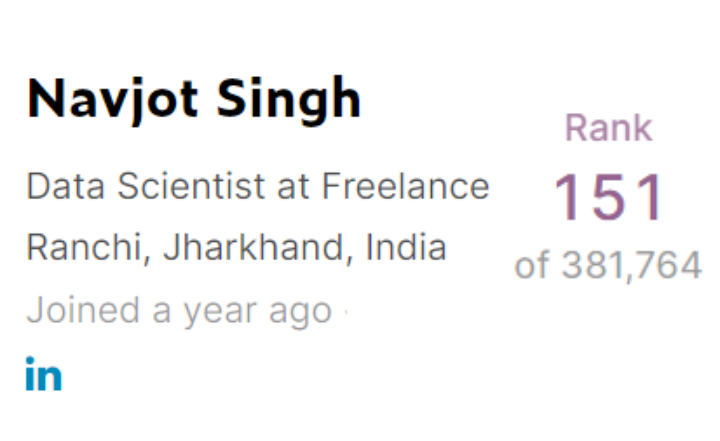 Navjot Singh
Data Scientist at Freelance
Ranchi, Jharkhand, India
Joined a year ago ·
in
Rank
151
of 381,764